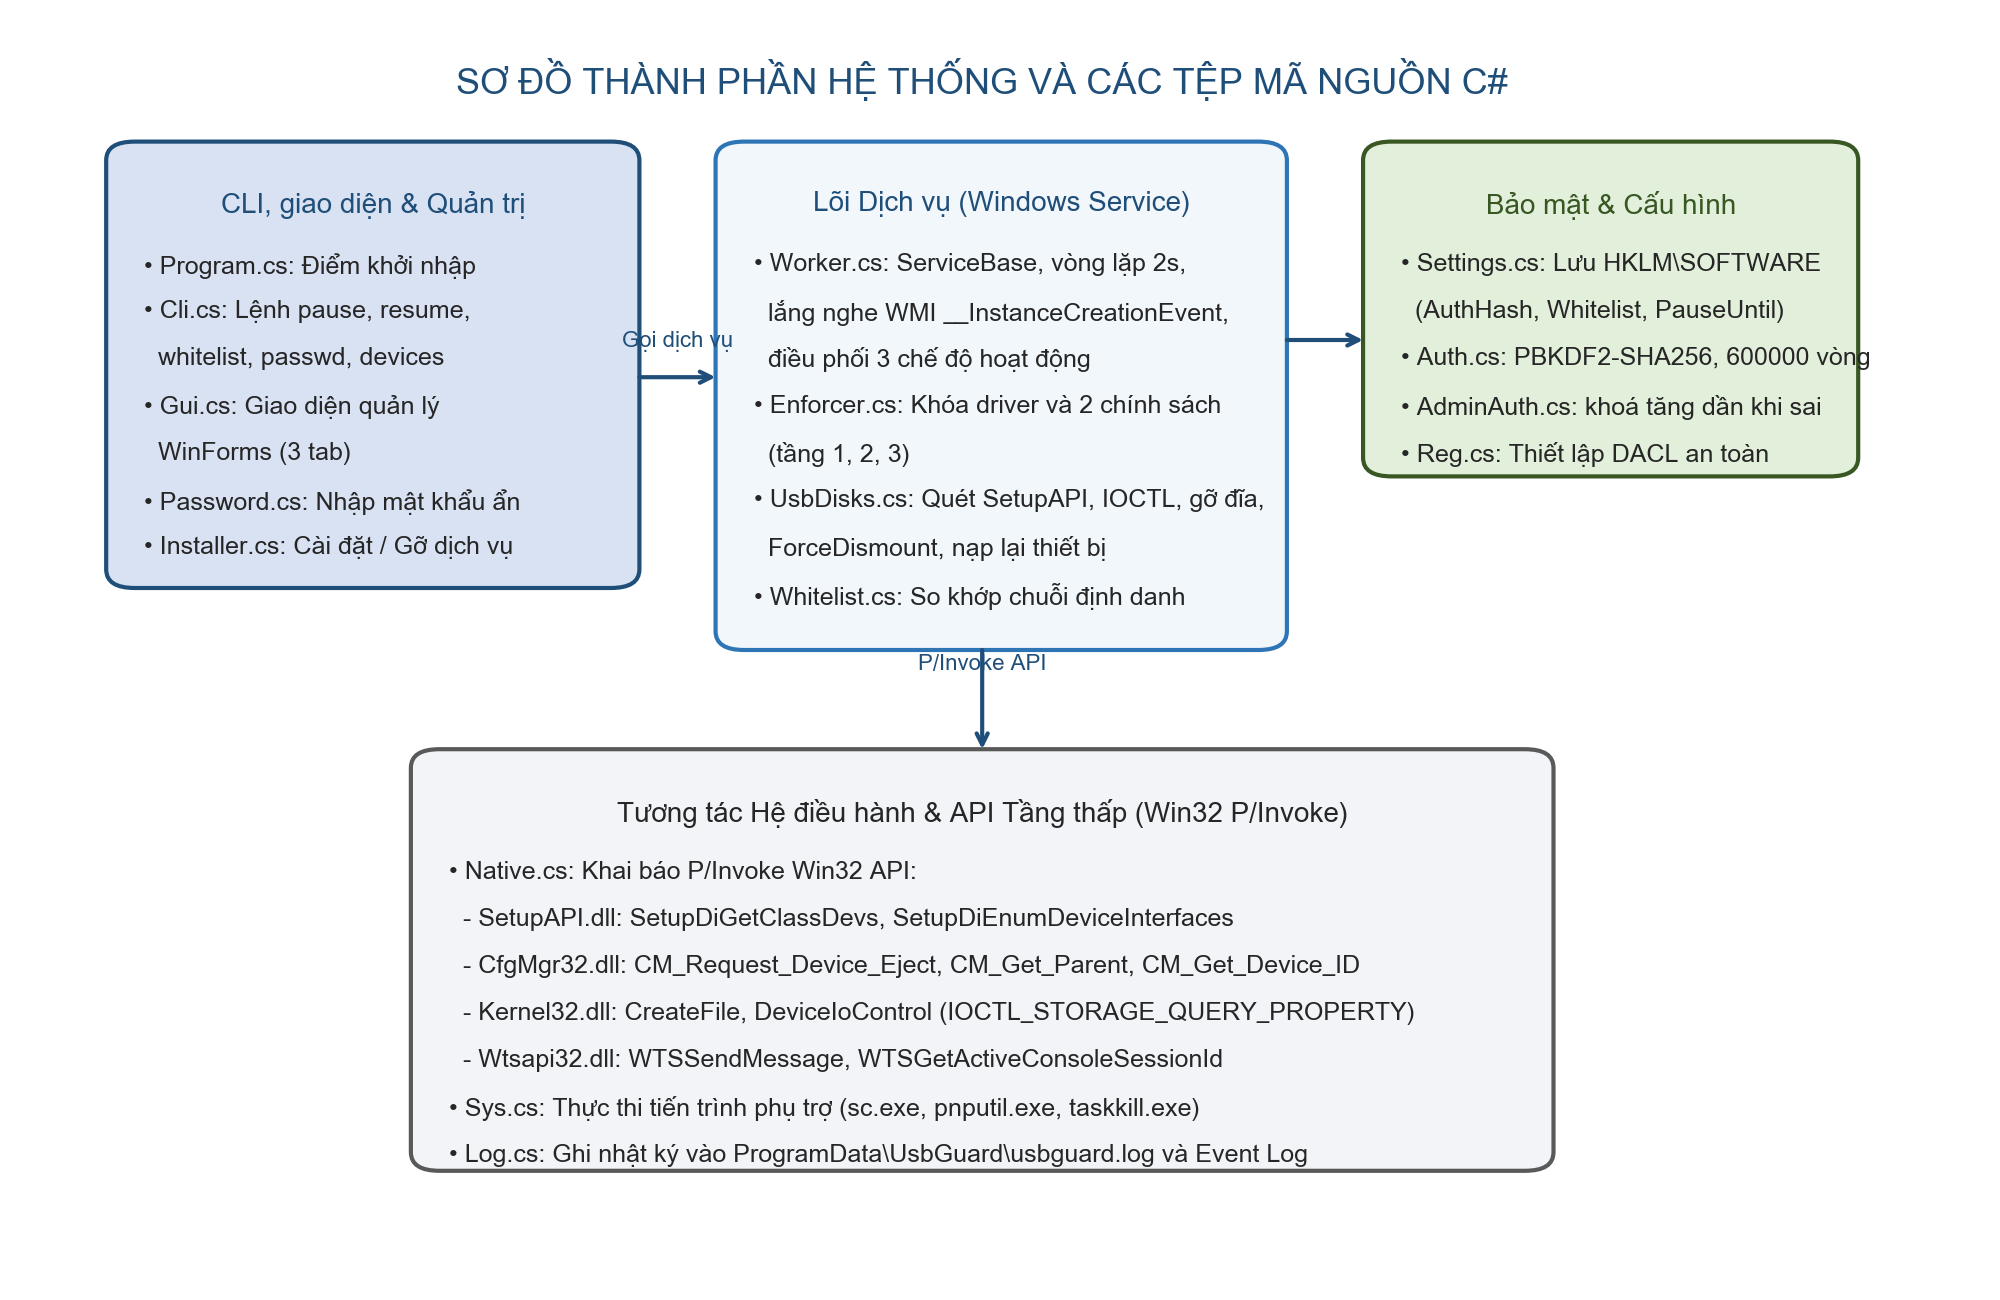 SƠ ĐỒ THÀNH PHẦN HỆ THỐNG VÀ CÁC TỆP MÃ NGUỒN C#
CLI, giao diện & Quản trị
• Program.cs: Điểm khởi nhập
• Cli.cs: Lệnh pause, resume,
whitelist, passwd, devices
• Gui.cs: Giao diện quản lý
WinForms (3 tab)
• Password.cs: Nhập mật khẩu ẩn
• Installer.cs: Cài đặt / Gỡ dịch vụ
Gọi dịch vụ
Lõi Dịch vụ (Windows Service)
• Worker.cs: ServiceBase, vòng lặp 2s,
lắng nghe WMI __InstanceCreationEvent,
điều phối 3 chế độ hoạt động
• Enforcer.cs: Khóa driver và 2 chính sách
(tầng 1, 2, 3)
• UsbDisks.cs: Quét SetupAPI, IOCTL, gỡ đĩa,
ForceDismount, nạp lại thiết bị
• Whitelist.cs: So khớp chuỗi định danh
Bảo mật & Cấu hình
• Settings.cs: Lưu HKLM\SOFTWARE
(AuthHash, Whitelist, PauseUntil)
• Auth.cs: PBKDF2-SHA256, 600000 vòng
• AdminAuth.cs: khoá tăng dần khi sai
• Reg.cs: Thiết lập DACL an toàn
P/Invoke API
Tương tác Hệ điều hành & API Tầng thấp (Win32 P/Invoke)
• Native.cs: Khai báo P/Invoke Win32 API:
- SetupAPI.dll: SetupDiGetClassDevs, SetupDiEnumDeviceInterfaces
- CfgMgr32.dll: CM_Request_Device_Eject, CM_Get_Parent, CM_Get_Device_ID
- Kernel32.dll: CreateFile, DeviceIoControl (IOCTL_STORAGE_QUERY_PROPERTY)
- Wtsapi32.dll: WTSSendMessage, WTSGetActiveConsoleSessionId
• Sys.cs: Thực thi tiến trình phụ trợ (sc.exe, pnputil.exe, taskkill.exe)
• Log.cs: Ghi nhật ký vào ProgramData\UsbGuard\usbguard.log và Event Log